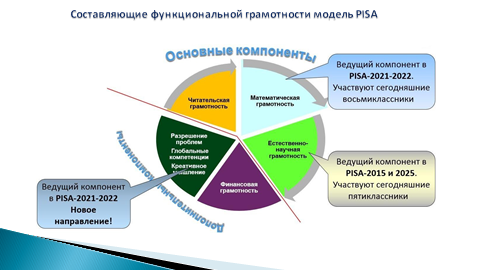 Составляющие функциональной грамотности модель PISA
Основные компоненты
Ведущий компонент в
PISA-2021-2022.
Участвуют сегодняшние
восьмиклассники
Читательская
грамотность
Математическая
грамотность
Естественно-
научная
грамотность
Разрешение
проблем
Глобальные
компетенции
Креативное
мышление
Финансовая
грамотность
Ведущий компонент в
PISA-2015 и 2025.
Участвуют сегодняшние
пятиклассники
Ведущий компонент
в PISA-2021-2022
Новое
направление!
Дополнительные компоненты